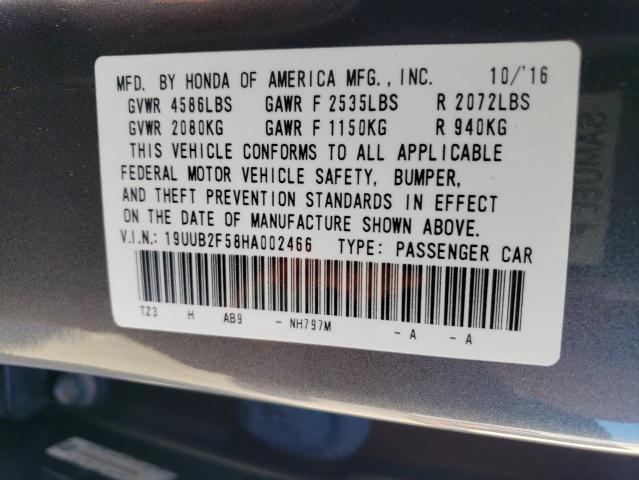 MFD. BY HONDA OF AMERICA MFG., INC. 10/'16
GVWR 4586LBS GAWR F 2535LBS R 2072LBS
GVWR 2080KG GAWR F 1150KG R 940KG
THIS VEHICLE CONFORMS TO ALL APPLICABLE
FEDERAL MOTOR VEHICLE SAFETY, BUMPER,
AND THEFT PREVENTION STANDARDS IN EFFECT
ON THE DATE OF MANUFACTURE SHOWN ABOVE.
V.I.N.: 19UUB2F58HA002466 TYPE: PASSENGER CAR
TZ3 H AB9 - NH797M - A - A